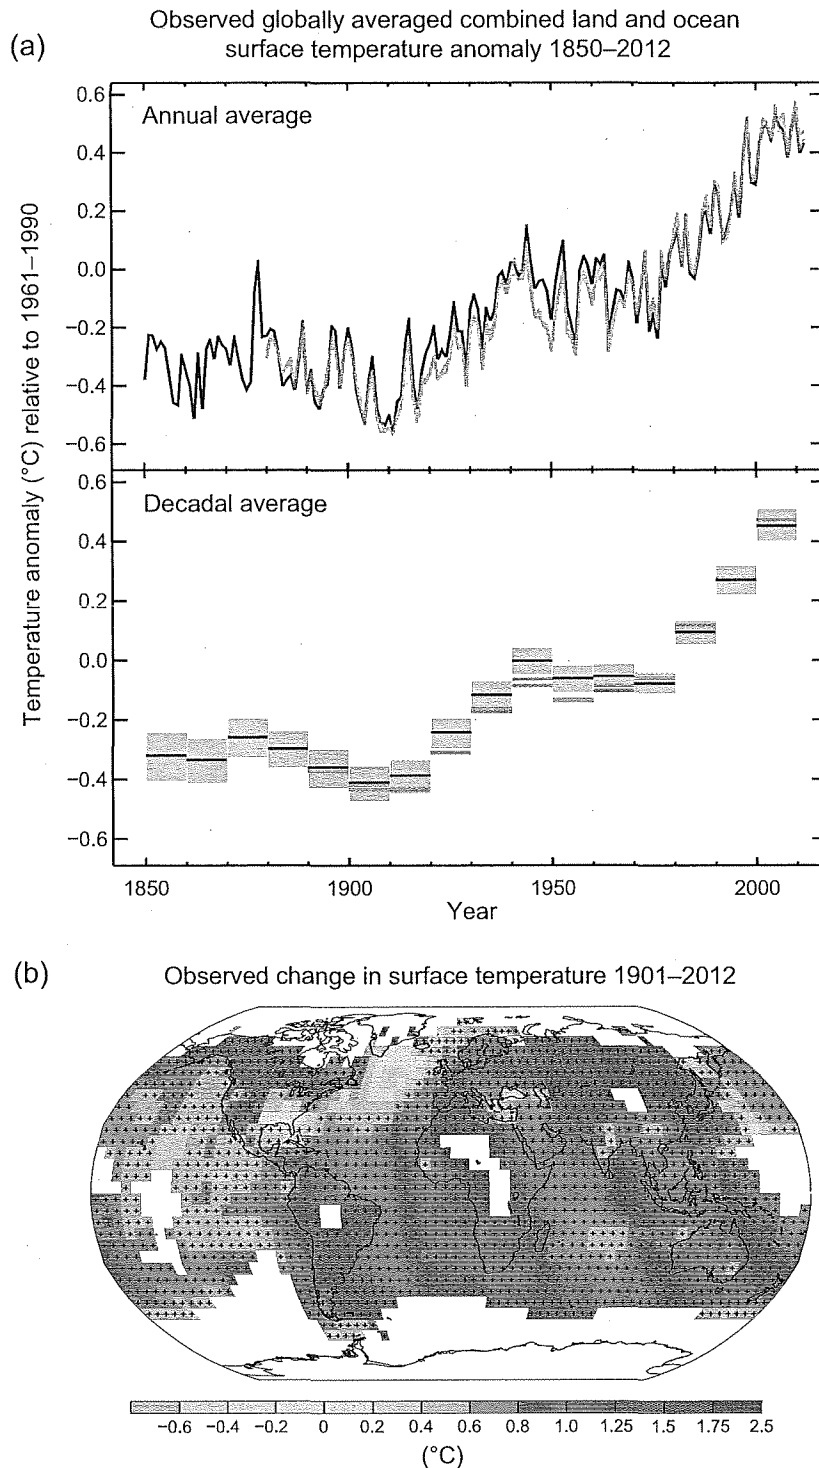 Observed globally averaged combined land and ocean
surface temperature anomaly 1850–2012
(a)
Annual average
0.6
0.4
0.2
0.0
−0.2
−0.4
−0.6
Temperature anomaly (°C) relative to 1961–1990
Decadal average
0.6
0.4
0.2
0.0
−0.2
−0.4
−0.6
1850 1900 1950 2000
Year
(b)
Observed change in surface temperature 1901–2012
−0.6 −0.4 −0.2 0 0.2 0.4 0.6 0.8 1.0 1.25 1.5 1.75 2.5
(°C)